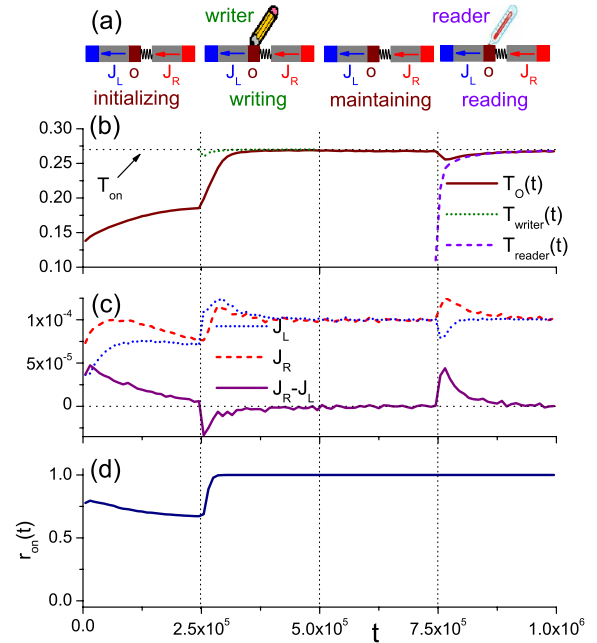 (a) writer reader
J_L O J_R J_L O J_R J_L O J_R J_L O J_R
initializing writing maintaining reading
(b)
0.30
0.25
0.20
0.15
0.10
T_on
T_O(t)
T_writer(t)
T_reader(t)
(c)
1x10^-4
5x10^-5
0
J_L
J_R
J_R-J_L
(d)
1.0
0.5
0.0
r_on(t)
0.0 2.5x10^5 5.0x10^5 7.5x10^5 1.0x10^6
t